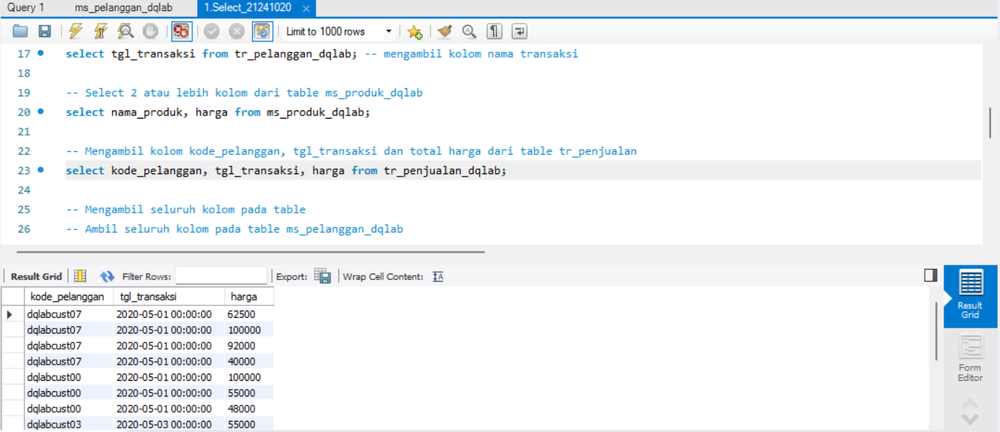 Query 1 ms_pelanggan_dqlab 1.Select_21241020
Limit to 1000 rows
17 select tgl_transaksi from tr_pelanggan_dqlab; -- mengambil kolom nama transaksi
18
19 -- Select 2 atau lebih kolom dari table ms_produk_dqlab
20 select nama_produk, harga from ms_produk_dqlab;
21
22 -- Mengambil kolom kode_pelanggan, tgl_transaksi dan total harga dari table tr_penjualan
23 select kode_pelanggan, tgl_transaksi, harga from tr_penjualan_dqlab;
24
25 -- Mengambil seluruh kolom pada table
26 -- Ambil seluruh kolom pada table ms_pelanggan_dqlab
Result Grid Filter Rows: Export: Wrap Cell Content: IA
kode_pelanggan tgl_transaksi harga
dqlabcust07 2020-05-01 00:00:00 62500
dqlabcust07 2020-05-01 00:00:00 100000
dqlabcust07 2020-05-01 00:00:00 92000
dqlabcust07 2020-05-01 00:00:00 40000
dqlabcust00 2020-05-01 00:00:00 100000
dqlabcust00 2020-05-01 00:00:00 55000
dqlabcust00 2020-05-01 00:00:00 48000
dqlabcust03 2020-05-03 00:00:00 55000
Result
Grid
Form
Editor